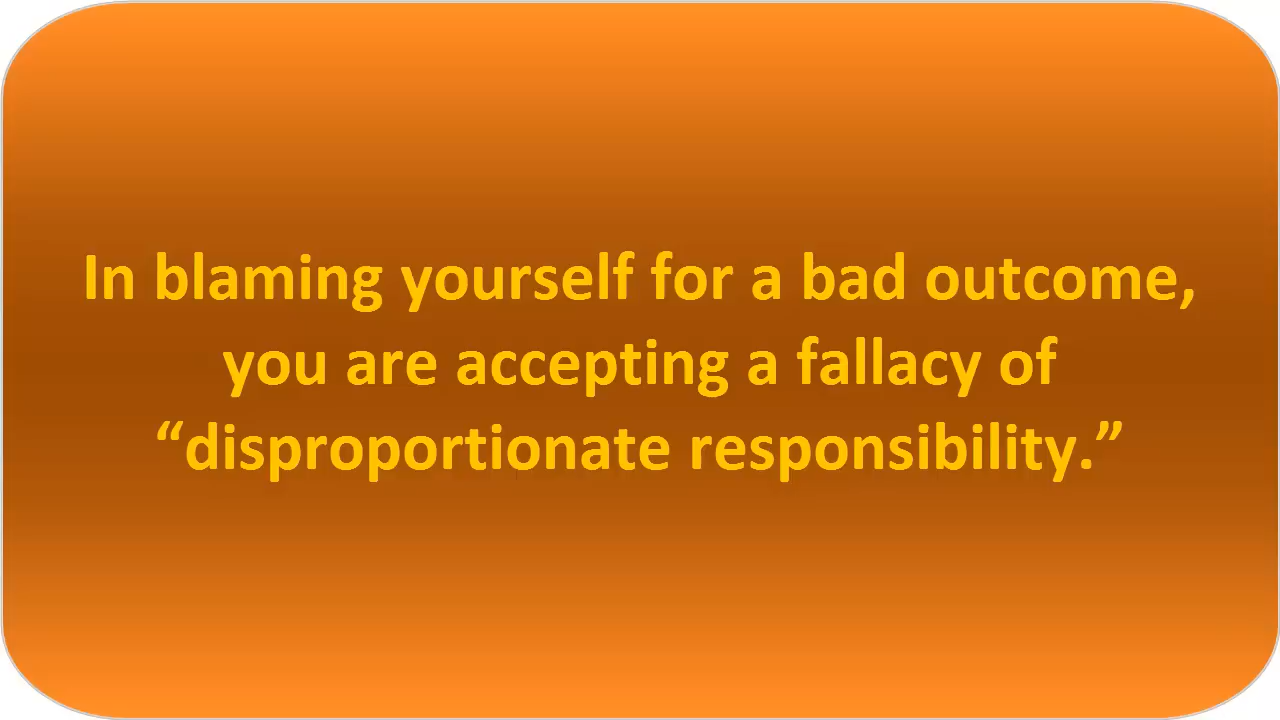 In blaming yourself for a bad outcome,
you are accepting a fallacy of
“disproportionate responsibility.”